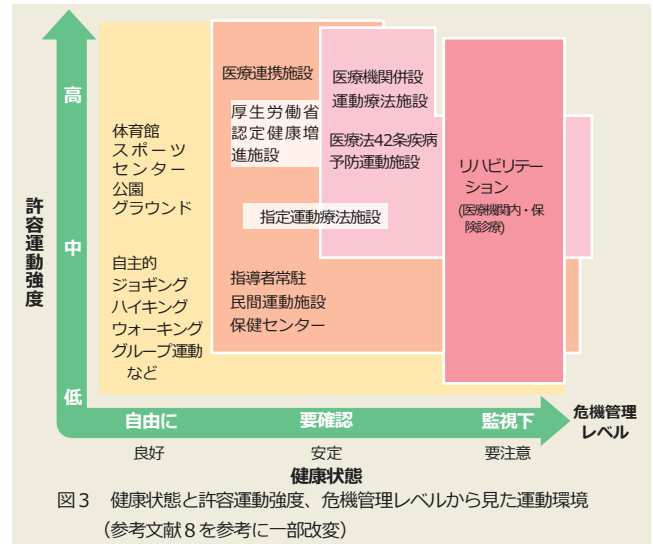 許容運動強度
高
中
低
体育館
スポーツ
センター
公園
グラウンド
自主的
ジョギング
ハイキング
ウォーキング
グループ運動
など
医療連携施設
厚生労働省
認定健康増
進施設
指定運動療法施設
指導者常駐
民間運動施設
保健センター
医療機関併設
運動療法施設
医療法42条疾病
予防運動施設
リハビリテー
ション
(医療機関内・保
険診療)
自由に
要確認
監視下
危機管理
レベル
良好
安定
要注意
健康状態
図3 健康状態と許容運動強度、危機管理レベルから見た運動環境
(参考文献8を参考に一部改変)